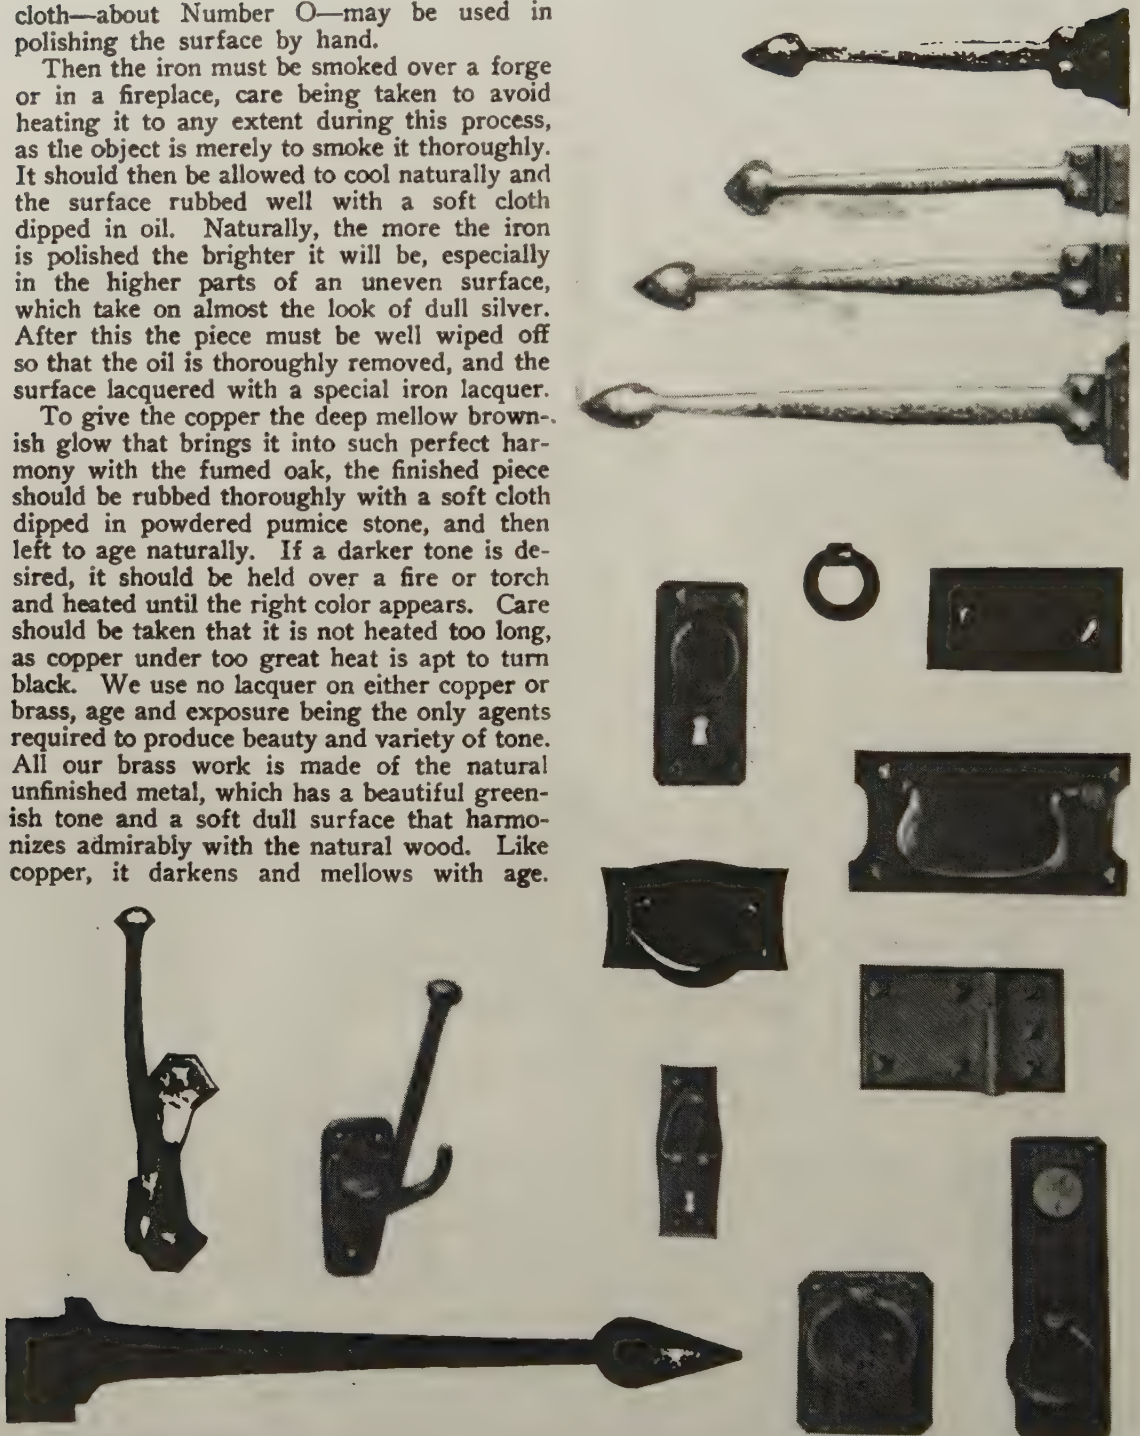 cloth—about Number O—may be used in
polishing the surface by hand.
Then the iron must be smoked over a forge
or in a fireplace, care being taken to avoid
heating it to any extent during this process,
as the object is merely to smoke it thoroughly.
It should then be allowed to cool naturally and
the surface rubbed well with a soft cloth
dipped in oil. Naturally, the more the iron
is polished the brighter it will be, especially
in the higher parts of an uneven surface,
which take on almost the look of dull silver.
After this the piece must be well wiped off
so that the oil is thoroughly removed, and the
surface lacquered with a special iron lacquer.
To give the copper the deep mellow brown-
ish glow that brings it into such perfect har-
mony with the fumed oak, the finished piece
should be rubbed thoroughly with a soft cloth
dipped in powdered pumice stone, and then
left to age naturally. If a darker tone is de-
sired, it should be held over a fire or torch
and heated until the right color appears. Care
should be taken that it is not heated too long,
as copper under too great heat is apt to turn
black. We use no lacquer on either copper or
brass, age and exposure being the only agents
required to produce beauty and variety of tone.
All our brass work is made of the natural
unfinished metal, which has a beautiful green-
ish tone and a soft dull surface that harmo-
nizes admirably with the natural wood. Like
copper, it darkens and mellows with age.